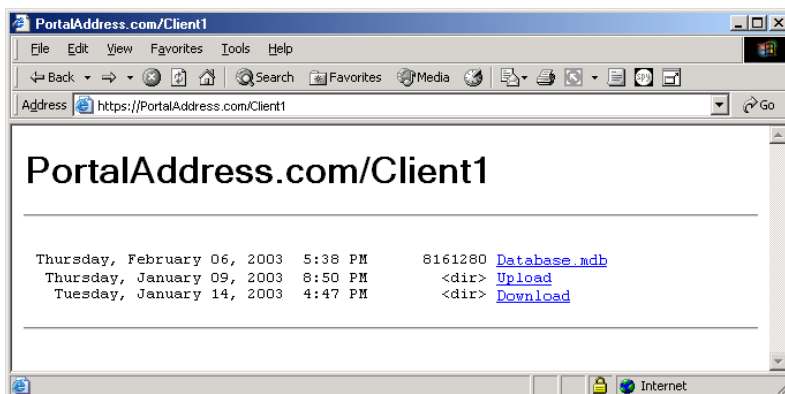 PortalAddress.com/Client1
File Edit View Favorites Tools Help
Back Search Favorites Media
Address https://PortalAddress.com/Client1 Go
PortalAddress.com/Client1
Thursday, February 06, 2003 5:38 PM 8161280 Database.mdb
Thursday, January 09, 2003 8:50 PM <dir> Upload
Tuesday, January 14, 2003 4:47 PM <dir> Download
Internet